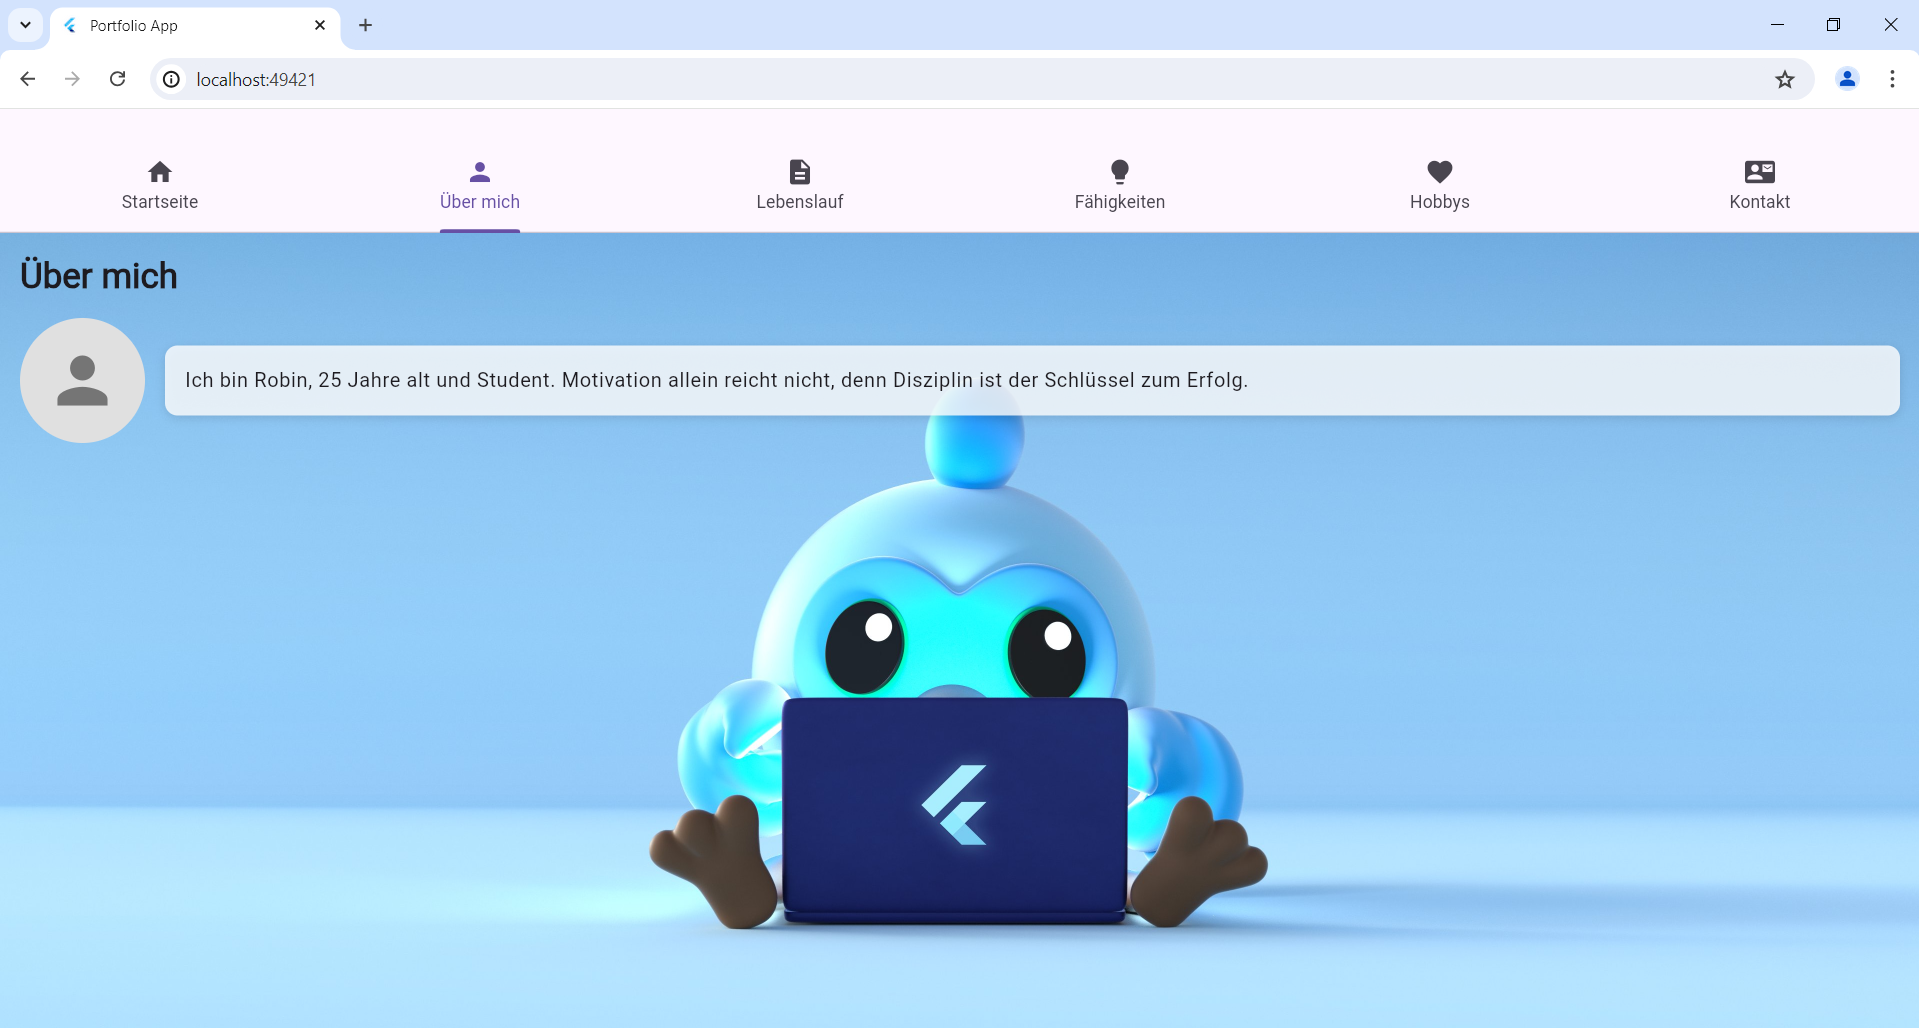 Portfolio App
localhost:49421
Startseite
Über mich
Lebenslauf
Fähigkeiten
Hobbys
Kontakt
Über mich
Ich bin Robin, 25 Jahre alt und Student. Motivation allein reicht nicht, denn Disziplin ist der Schlüssel zum Erfolg.